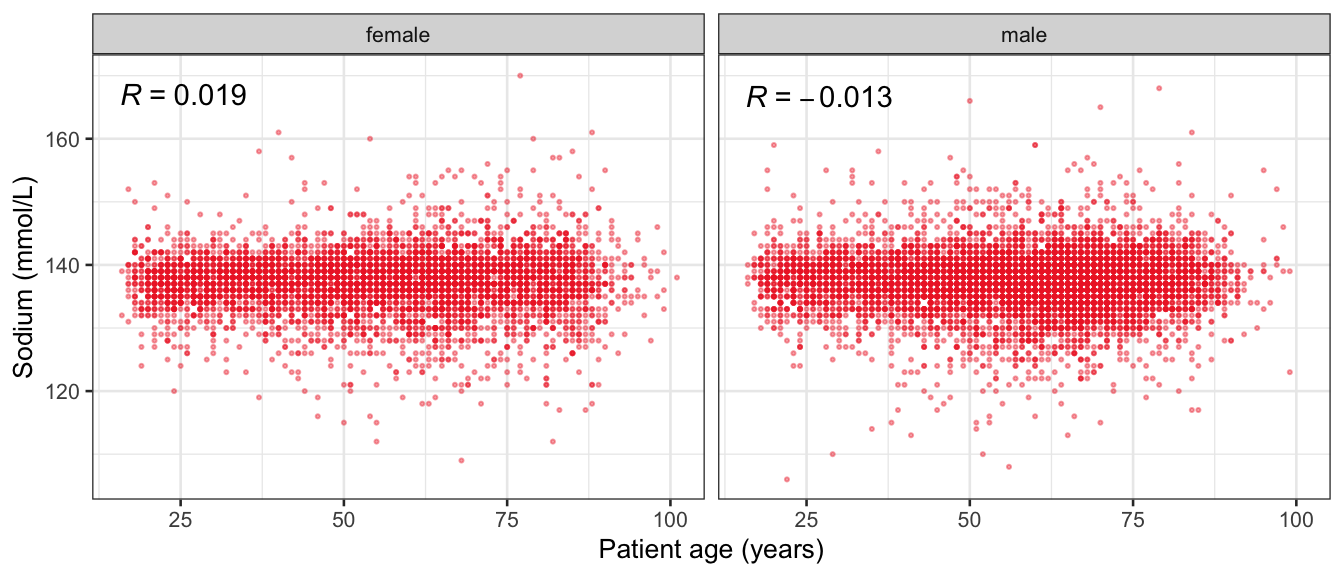 female
male
R = 0.019
R = −0.013
160
140
120
Sodium (mmol/L)
25 50 75 100
25 50 75 100
Patient age (years)